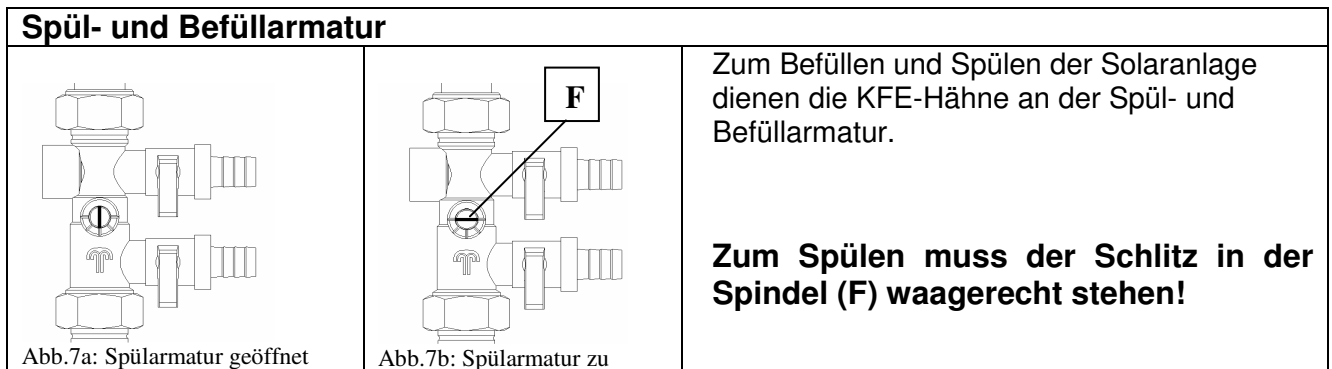 Spül- und Befüllarmatur
F
Abb.7a: Spülarmatur geöffnet
Abb.7b: Spülarmatur zu
Zum Befüllen und Spülen der Solaranlage
dienen die KFE-Hähne an der Spül- und
Befüllarmatur.
Zum Spülen muss der Schlitz in der
Spindel (F) waagerecht stehen!